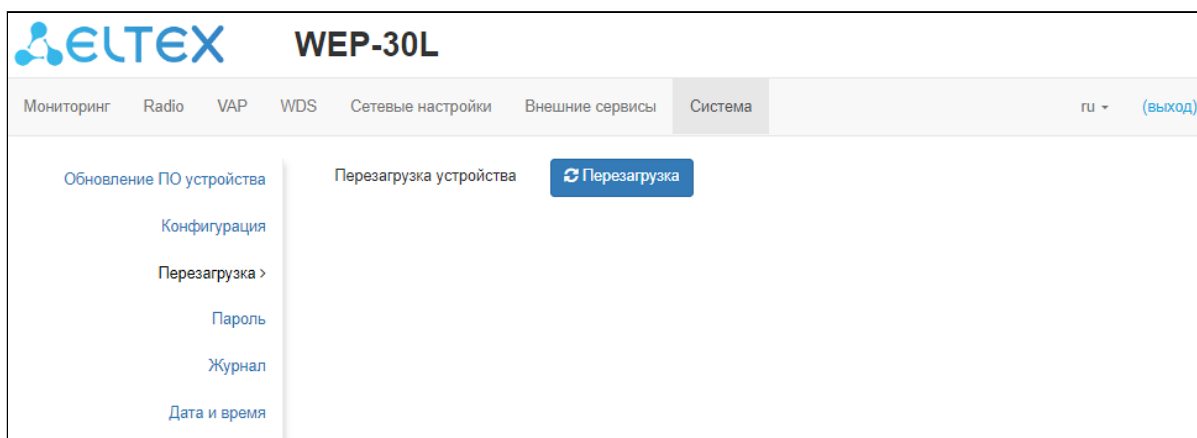 ELTEX WEP-30L
Мониторинг Radio VAP WDS Сетевые настройки Внешние сервисы Система ru (выход)
Обновление ПО устройства
Перезагрузка устройства Перезагрузка
Конфигурация
Перезагрузка >
Пароль
Журнал
Дата и время